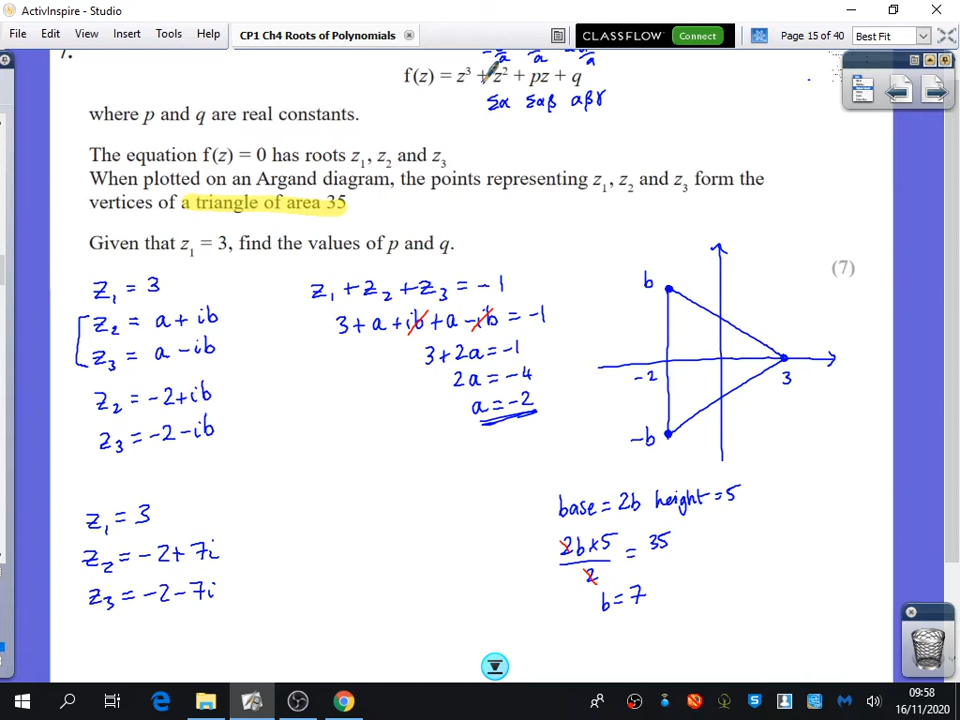 ActivInspire - Studio
File Edit View Insert Tools Help
CP1 Ch4 Roots of Polynomials
CLASSFLOW Connect
Page 15 of 40
Best Fit
7.
f(z) = z³ + z² + pz + q
Σα Σαβ αβγ
where p and q are real constants.
The equation f(z) = 0 has roots z₁, z₂ and z₃
When plotted on an Argand diagram, the points representing z₁, z₂ and z₃ form the
vertices of a triangle of area 35
Given that z₁ = 3, find the values of p and q.
(7)
z₁ = 3
z₂ = a + ib
z₃ = a - ib
z₂ = -2+ib
z₃ = -2-ib
z₁ + z₂ + z₃ = -1
3 + a + ib + a - ib = -1
3 + 2a = -1
2a = -4
a = -2
b
-2
3
-b
base = 2b height = 5
2b×5
2
= 35
b = 7
z₁ = 3
z₂ = -2+7i
z₃ = -2-7i
09:58
16/11/2020